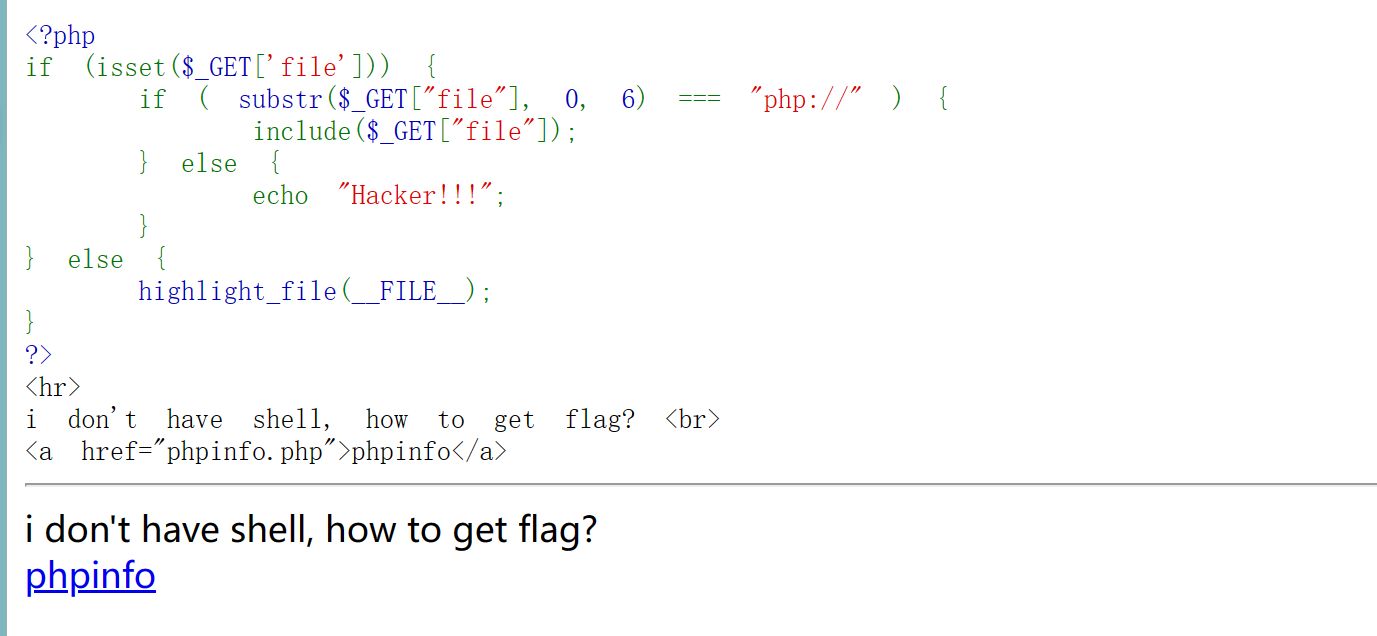 <?php
if (isset($_GET['file'])) {
if ( substr($_GET["file"], 0, 6) === "php://" ) {
include($_GET["file"]);
} else {
echo "Hacker!!!";
}
} else {
highlight_file(__FILE__);
}
?>
<hr>
i don't have shell, how to get flag? <br>
<a href="phpinfo.php">phpinfo</a>
i don't have shell, how to get flag?
phpinfo